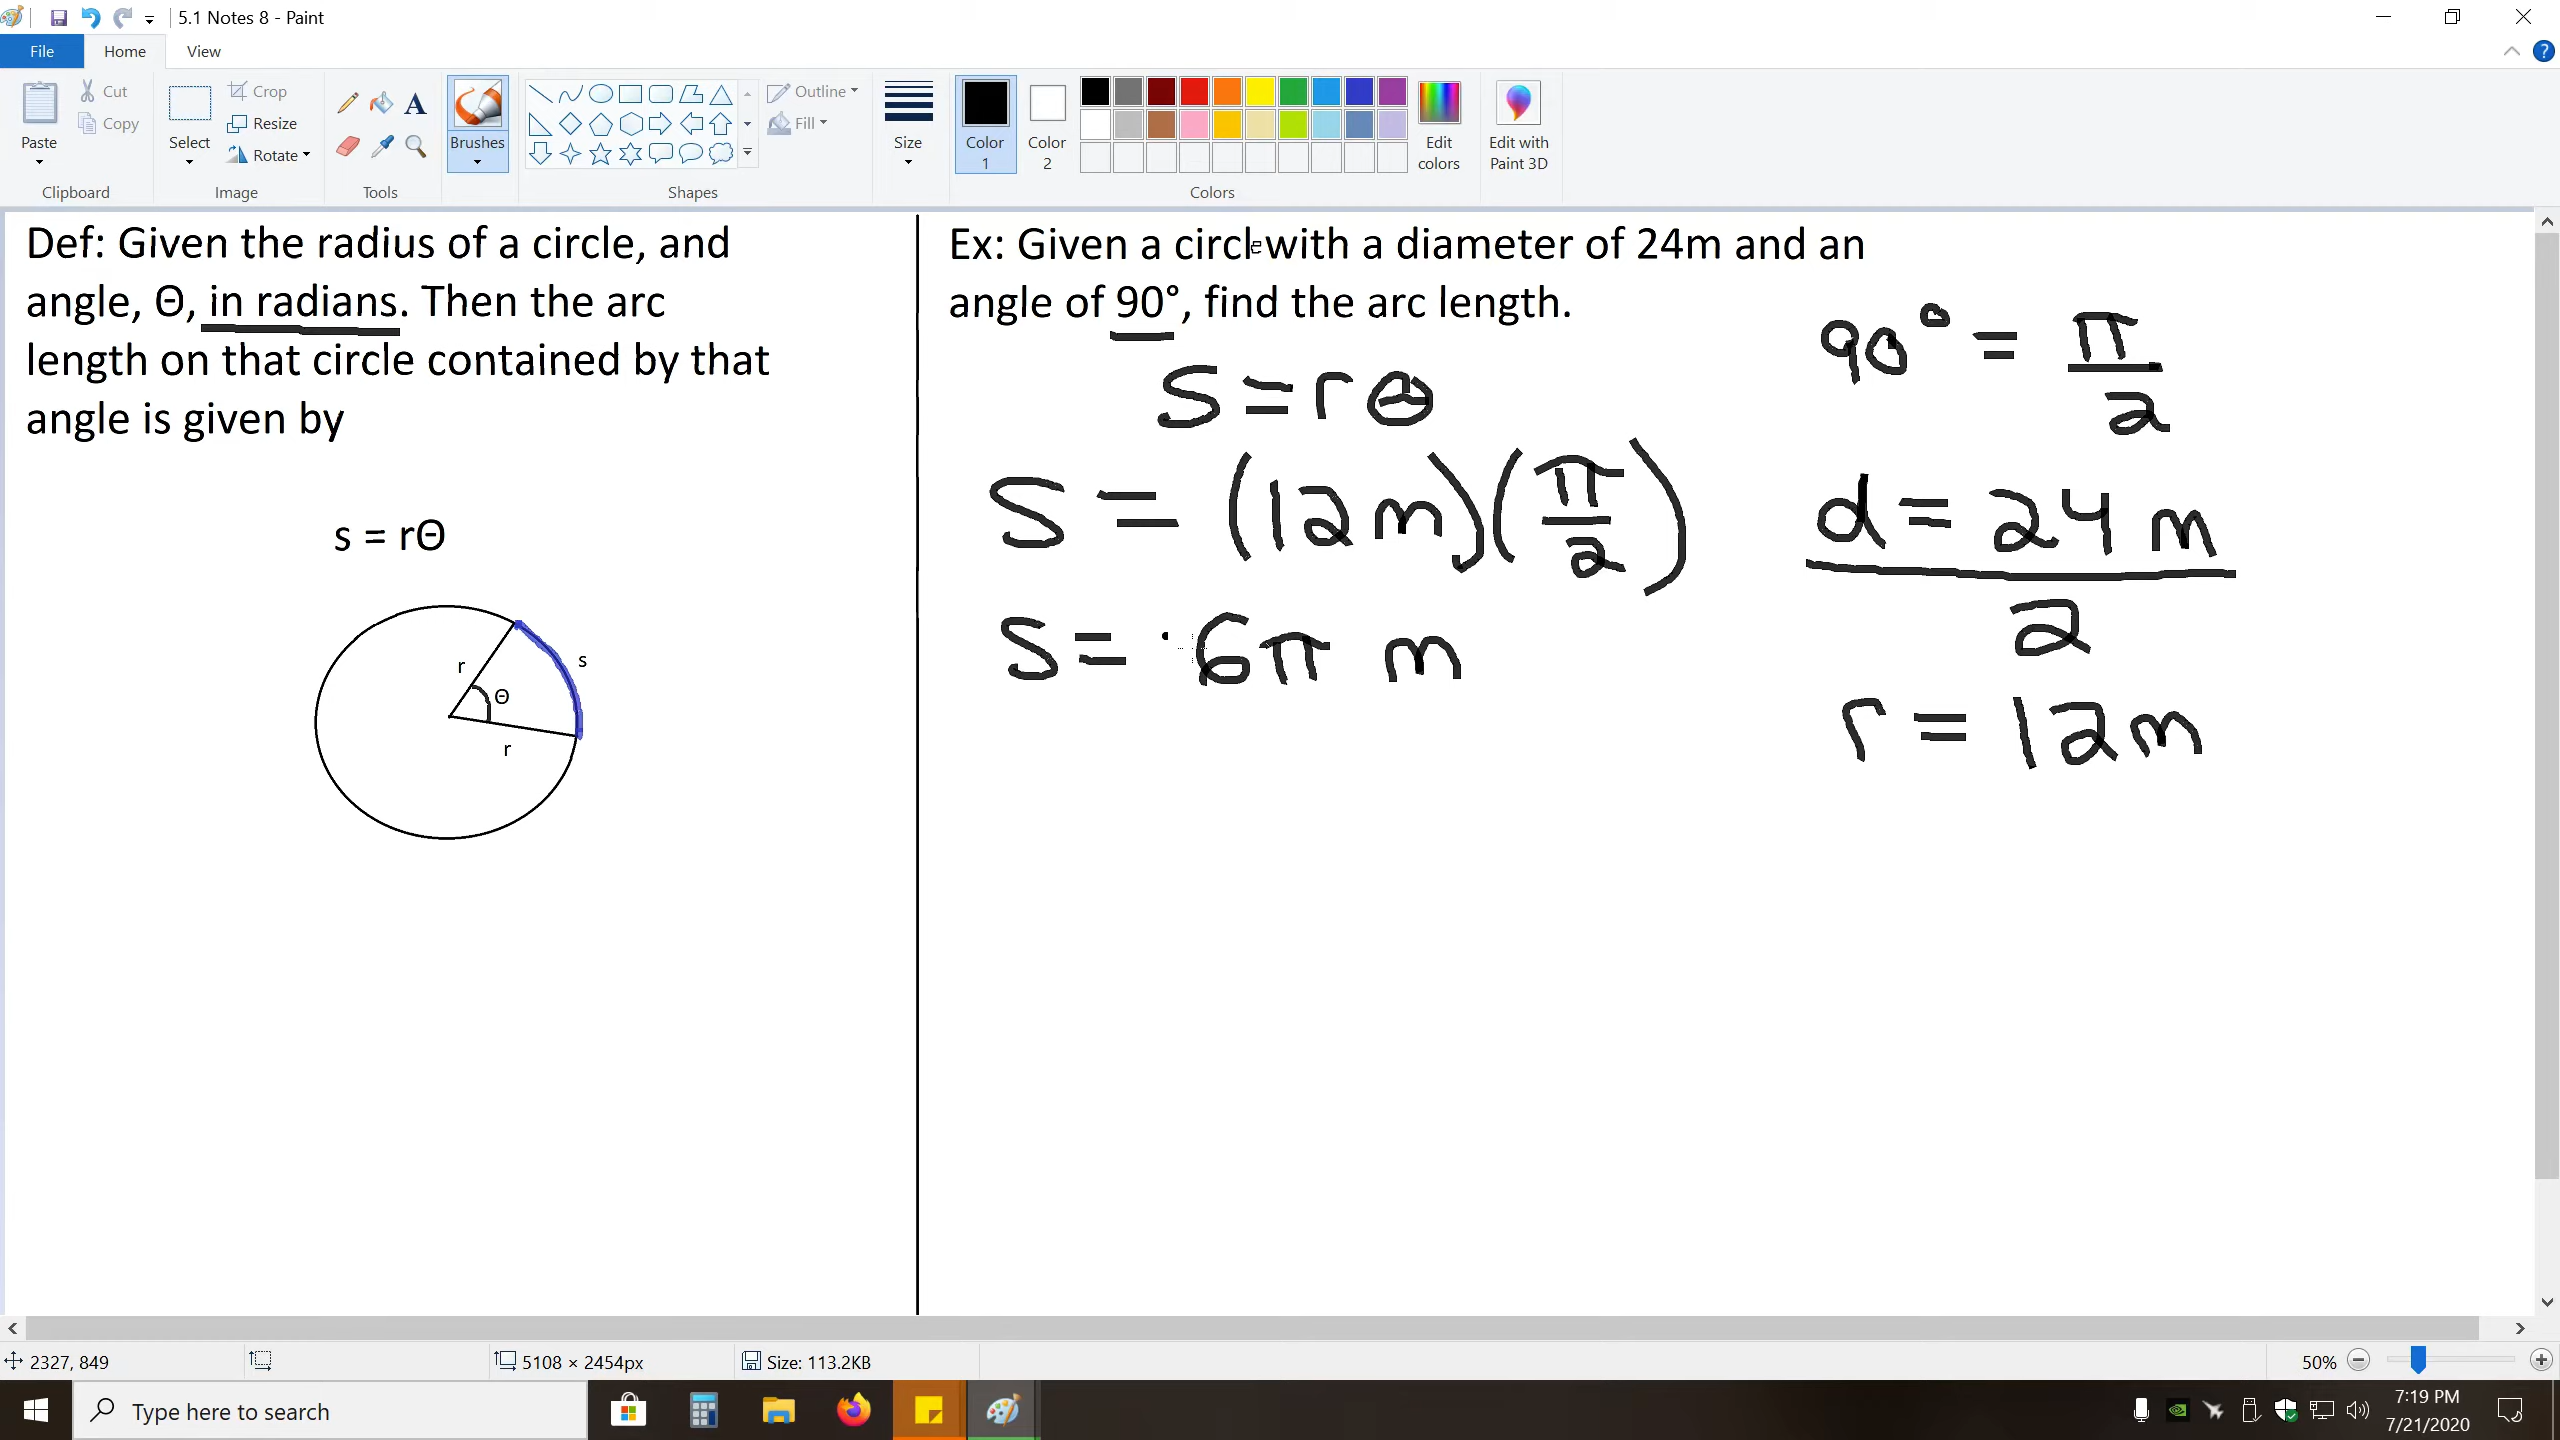 5.1 Notes 8 - Paint
File Home View
Paste
Cut
Copy
Clipboard
Select
Crop
Resize
Rotate
Image
A
Tools
Brushes
Outline
Fill
Shapes
Size
Color 1
Color 2
Edit colors
Colors
Edit with Paint 3D
?
Def: Given the radius of a circle, and
angle, Θ, in radians. Then the arc
length on that circle contained by that
angle is given by
s = rΘ
r
Θ
s
r
Ex: Given a circle with a diameter of 24m and an
angle of 90°, find the arc length.
S = rΘ
S = (12m)(π/2)
S = 6π m
90° = π/2
d = 24 m
2
r = 12m
2327, 849
5108 × 2454px
Size: 113.2KB
50%
Type here to search
7:19 PM
7/21/2020